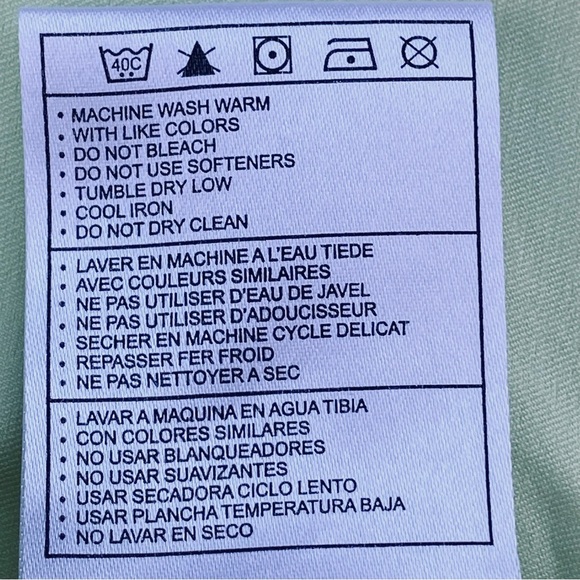 40C
• MACHINE WASH WARM
• WITH LIKE COLORS
• DO NOT BLEACH
• DO NOT USE SOFTENERS
• TUMBLE DRY LOW
• COOL IRON
• DO NOT DRY CLEAN
• LAVER EN MACHINE A L'EAU TIEDE
• AVEC COULEURS SIMILAIRES
• NE PAS UTILISER D'EAU DE JAVEL
• NE PAS UTILISER D'ADOUCISSEUR
• SECHER EN MACHINE CYCLE DELICAT
• REPASSER FER FROID
• NE PAS NETTOYER A SEC
• LAVAR A MAQUINA EN AGUA TIBIA
• CON COLORES SIMILARES
• NO USAR BLANQUEADORES
• NO USAR SUAVIZANTES
• USAR SECADORA CICLO LENTO
• USAR PLANCHA TEMPERATURA BAJA
• NO LAVAR EN SECO